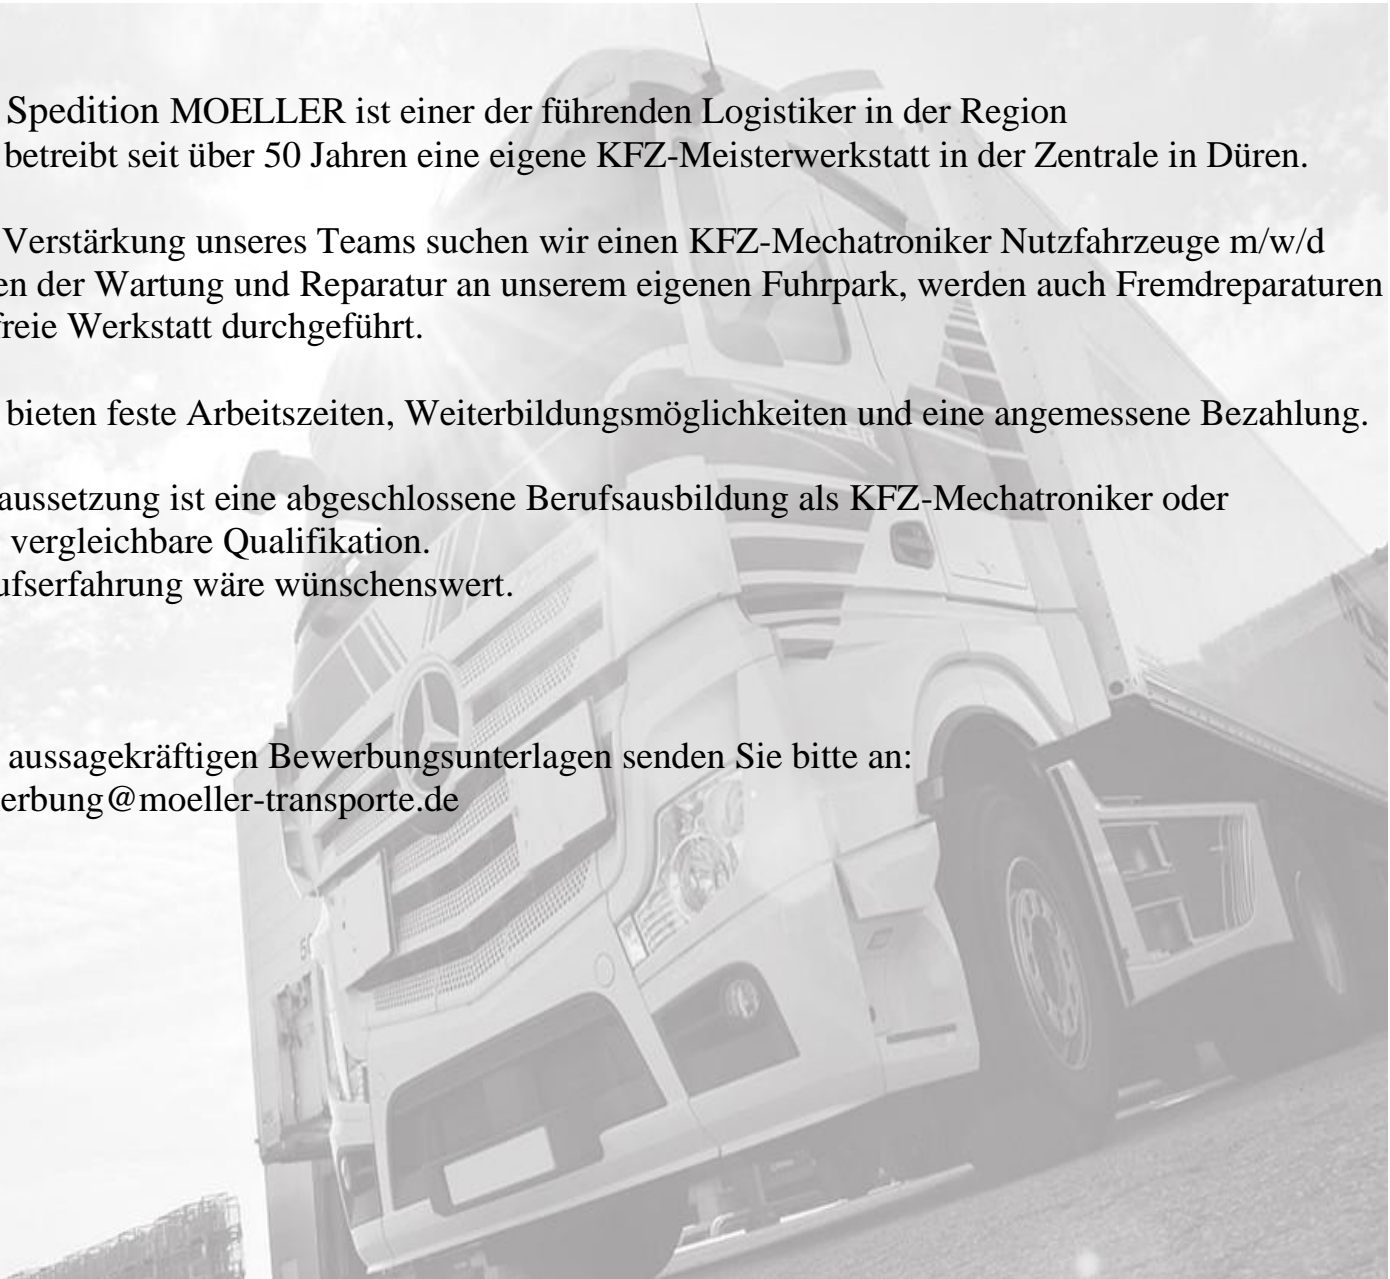 Spedition MOELLER ist einer der führenden Logistiker in der Region
betreibt seit über 50 Jahren eine eigene KFZ-Meisterwerkstatt in der Zentrale in Düren.
Verstärkung unseres Teams suchen wir einen KFZ-Mechatroniker Nutzfahrzeuge m/w/d
en der Wartung und Reparatur an unserem eigenen Fuhrpark, werden auch Fremdreparaturen
freie Werkstatt durchgeführt.
bieten feste Arbeitszeiten, Weiterbildungsmöglichkeiten und eine angemessene Bezahlung.
aussetzung ist eine abgeschlossene Berufsausbildung als KFZ-Mechatroniker oder
vergleichbare Qualifikation.
ufserfahrung wäre wünschenswert.
aussagekräftigen Bewerbungsunterlagen senden Sie bitte an:
erbung@moeller-transporte.de